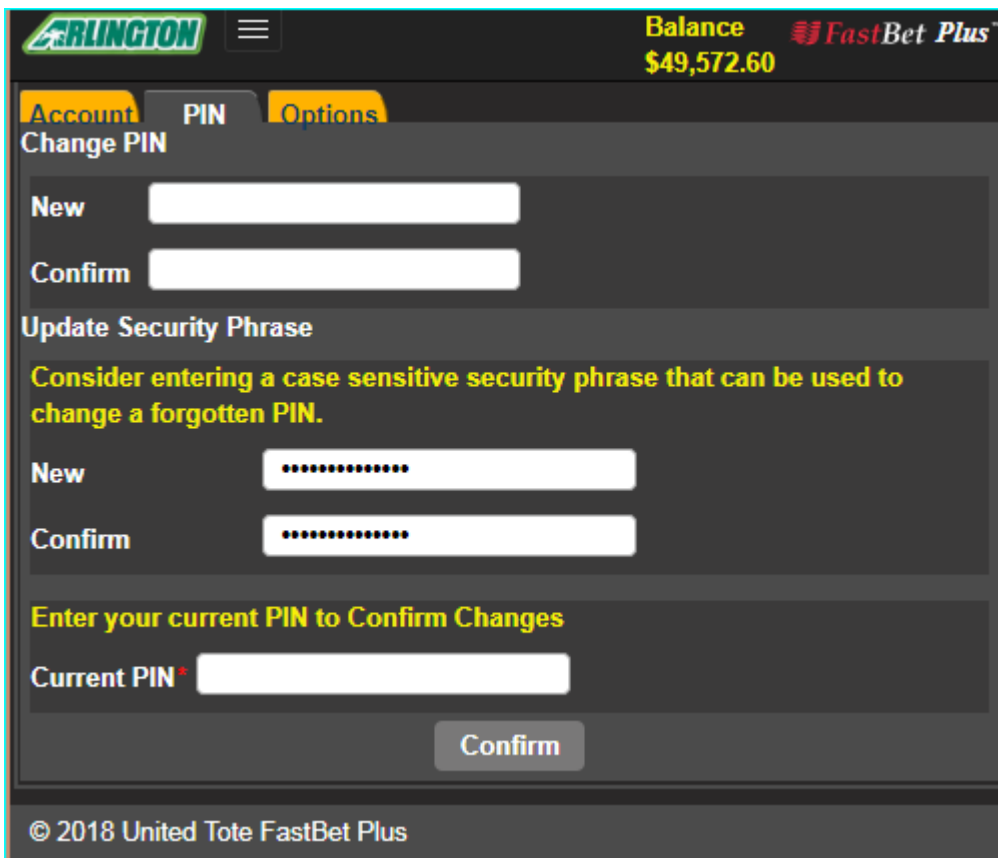 ARLINGTON
Balance
$49,572.60
FastBet Plus™
Account PIN Options
Change PIN
New
Confirm
Update Security Phrase
Consider entering a case sensitive security phrase that can be used to
change a forgotten PIN.
New ••••••••••••••
Confirm ••••••••••••••
Enter your current PIN to Confirm Changes
Current PIN*
Confirm
© 2018 United Tote FastBet Plus